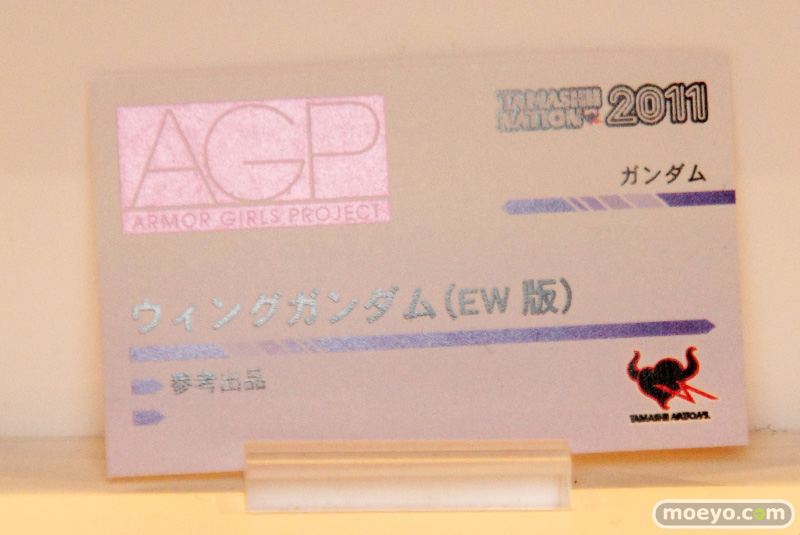 AGP
ARMOR GIRLS PROJECT
TAMASHII
NATION 2011
ガンダム
ウィングガンダム(EW版)
参考出品
TAMASHII NATIONS
moeyo.com